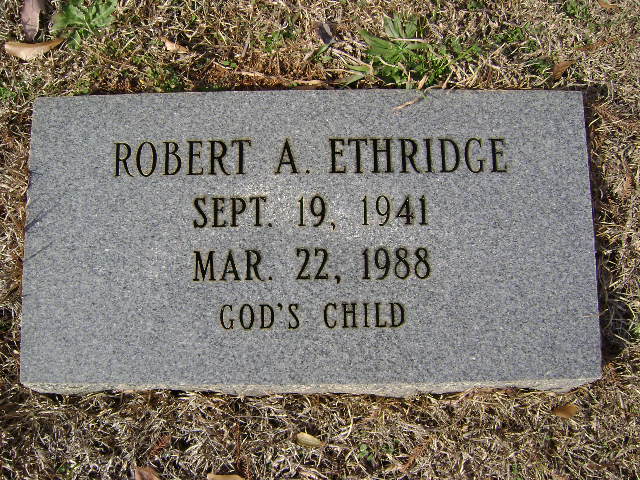 ROBERT A. ETHRIDGE
SEPT. 19, 1941
MAR. 22, 1988
GOD'S CHILD